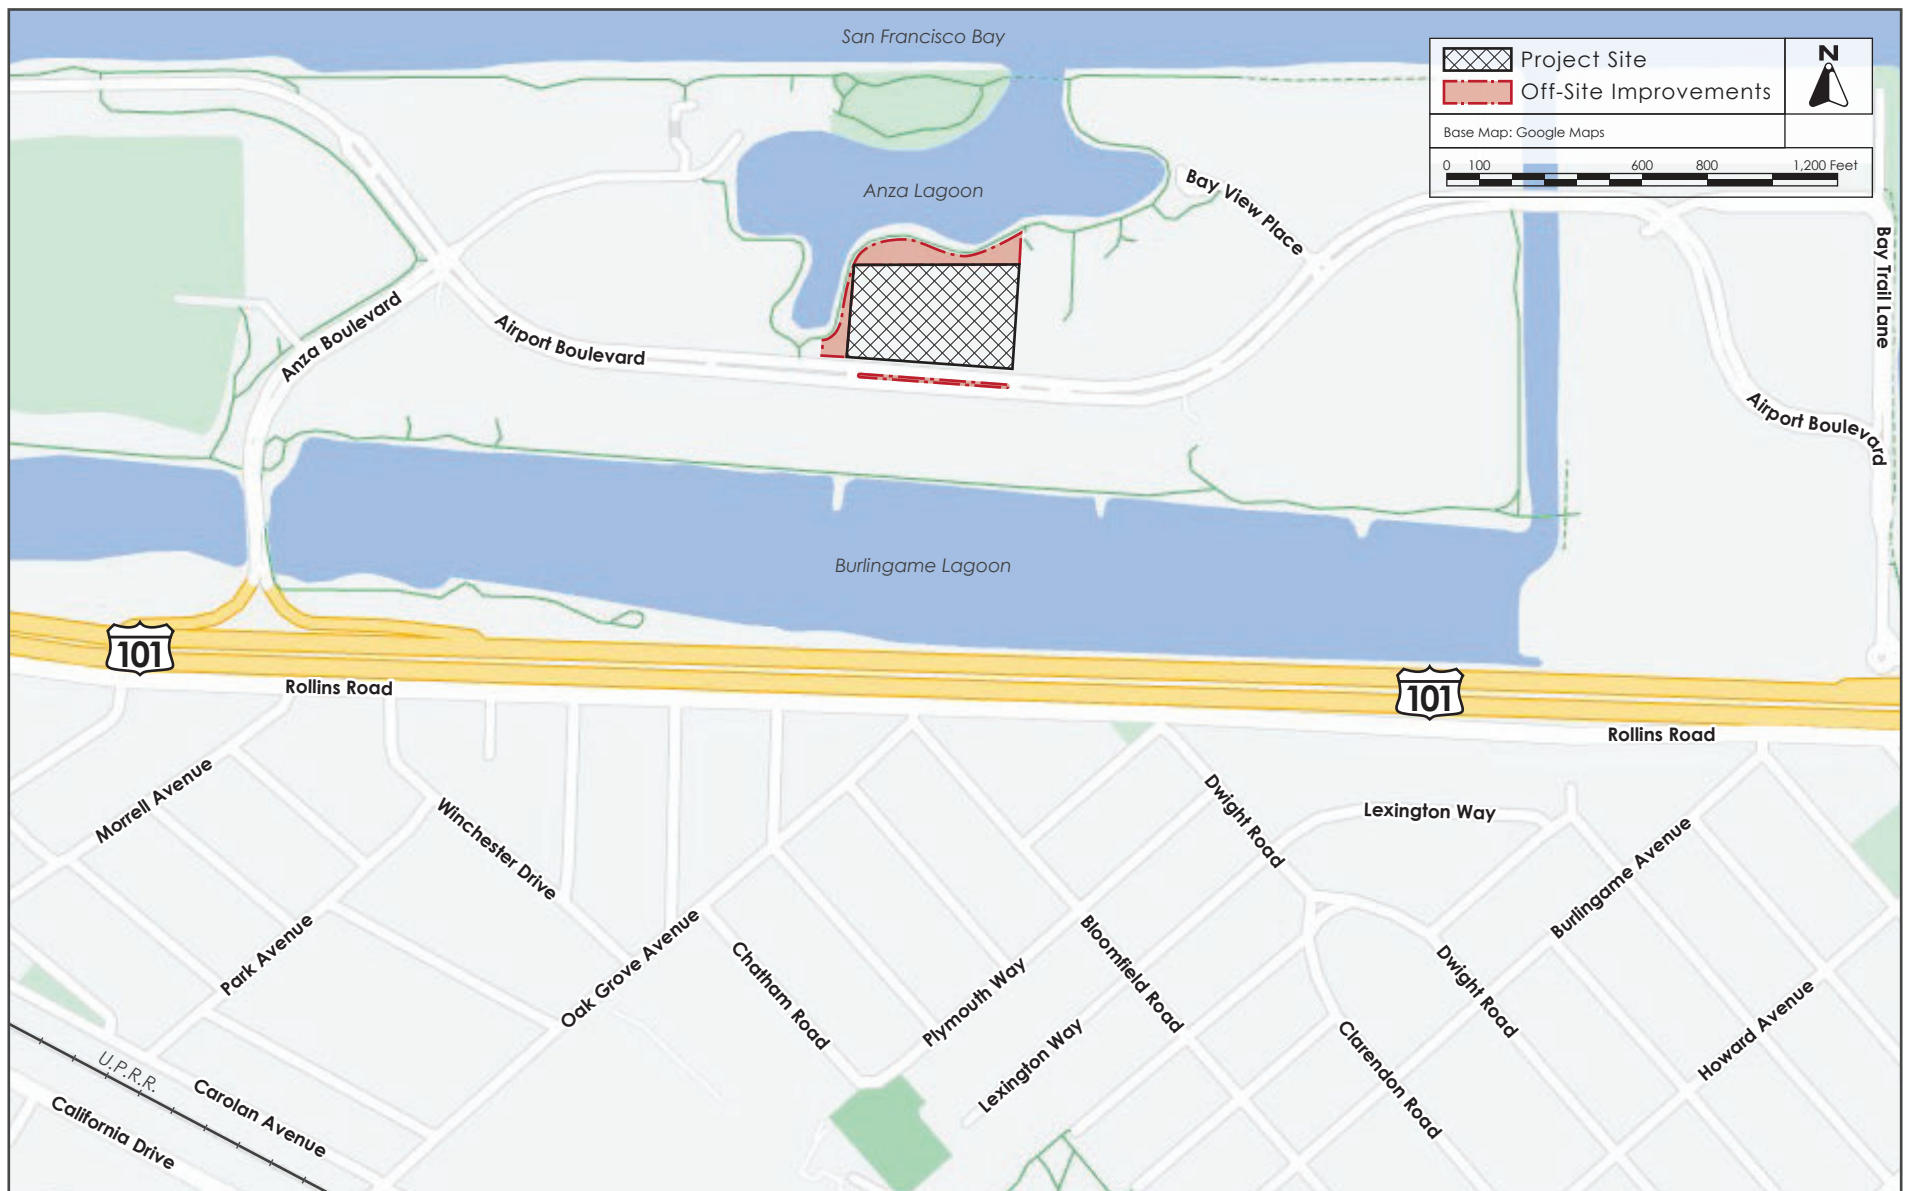 San Francisco Bay
Project Site
Off-Site Improvements
N
Base Map: Google Maps
0 100 600 800 1,200 Feet
Anza Lagoon
Bay View Place
Bay Trail Lane
Anza Boulevard
Airport Boulevard
Airport Boulevard
Burlingame Lagoon
101
101
Rollins Road
Rollins Road
Morrell Avenue
Winchester Drive
Dwight Road
Lexington Way
Burlingame Avenue
Park Avenue
Oak Grove Avenue
Chatham Road
Plymouth Way
Bloomfield Road
Dwight Road
Lexington Way
Clarendon Road
Howard Avenue
U.P.R.R.
Carolan Avenue
California Drive